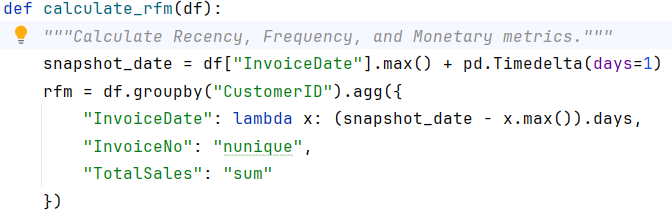 def calculate_rfm(df):
    """Calculate Recency, Frequency, and Monetary metrics."""
    snapshot_date = df["InvoiceDate"].max() + pd.Timedelta(days=1)
    rfm = df.groupby("CustomerID").agg({
        "InvoiceDate": lambda x: (snapshot_date - x.max()).days,
        "InvoiceNo": "nunique",
        "TotalSales": "sum"
    })